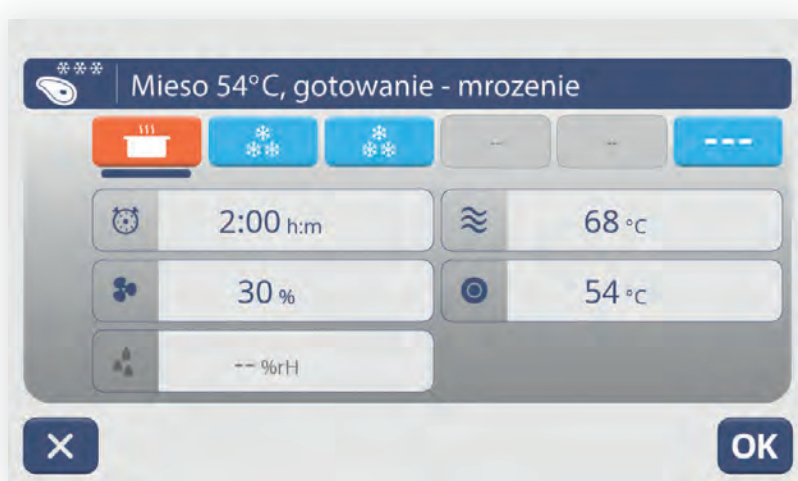 Mieso 54°C, gotowanie - mrozenie
-- -- ---
2:00 h:m 68 °C
30 % 54 °C
-- %rH
OK